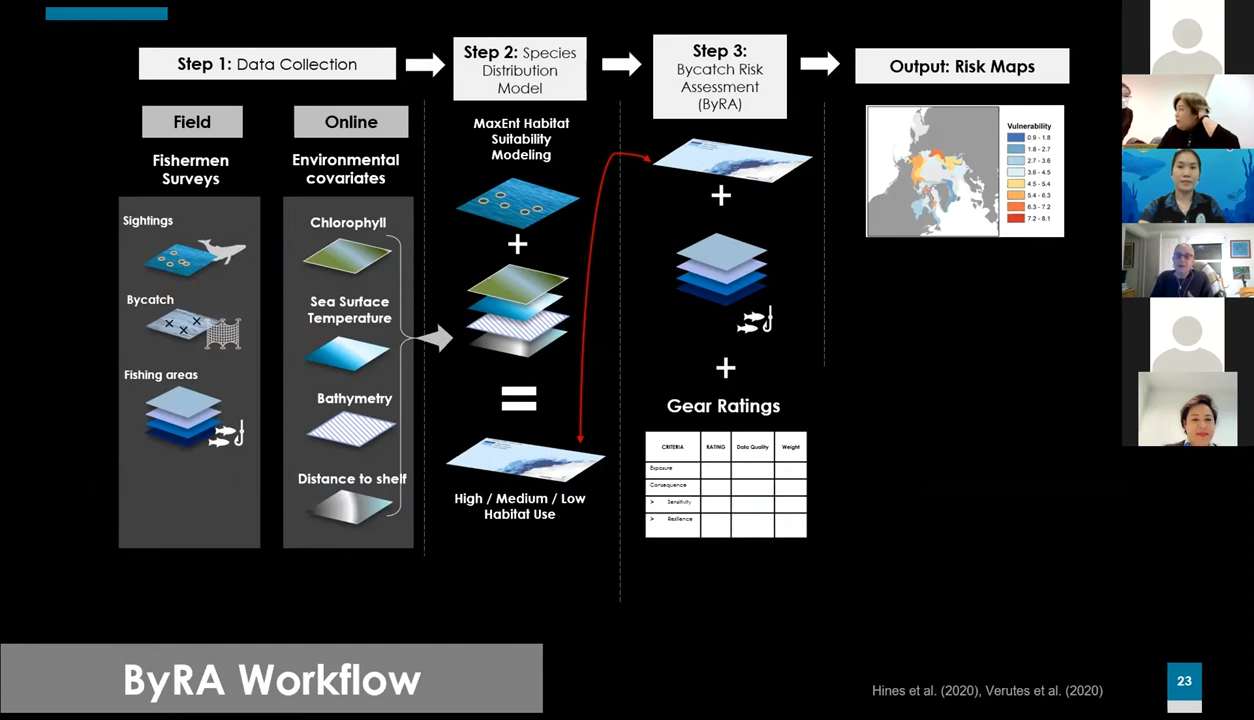 Step 1: Data Collection
Step 2: Species
Distribution
Model
Step 3:
Bycatch Risk
Assessment
(ByRA)
Output: Risk Maps
Field
Fishermen
Surveys
Sightings
Bycatch
Fishing areas
Online
Environmental
covariates
Chlorophyll
Sea Surface
Temperature
Bathymetry
Distance to shelf
MaxEnt Habitat
Suitability
Modeling
+
=
High / Medium / Low
Habitat Use
+
+
Gear Ratings
CRITERIA RATING Data Quality Weight
Exposure
Consequence
> Sensitivity
> Resilience
Vulnerability
0.9 - 1.8
1.8 - 2.7
2.7 - 3.6
3.6 - 4.5
4.5 - 5.4
5.4 - 6.3
6.3 - 7.2
7.2 - 8.1
ByRA Workflow
Hines et al. (2020), Verutes et al. (2020)
23